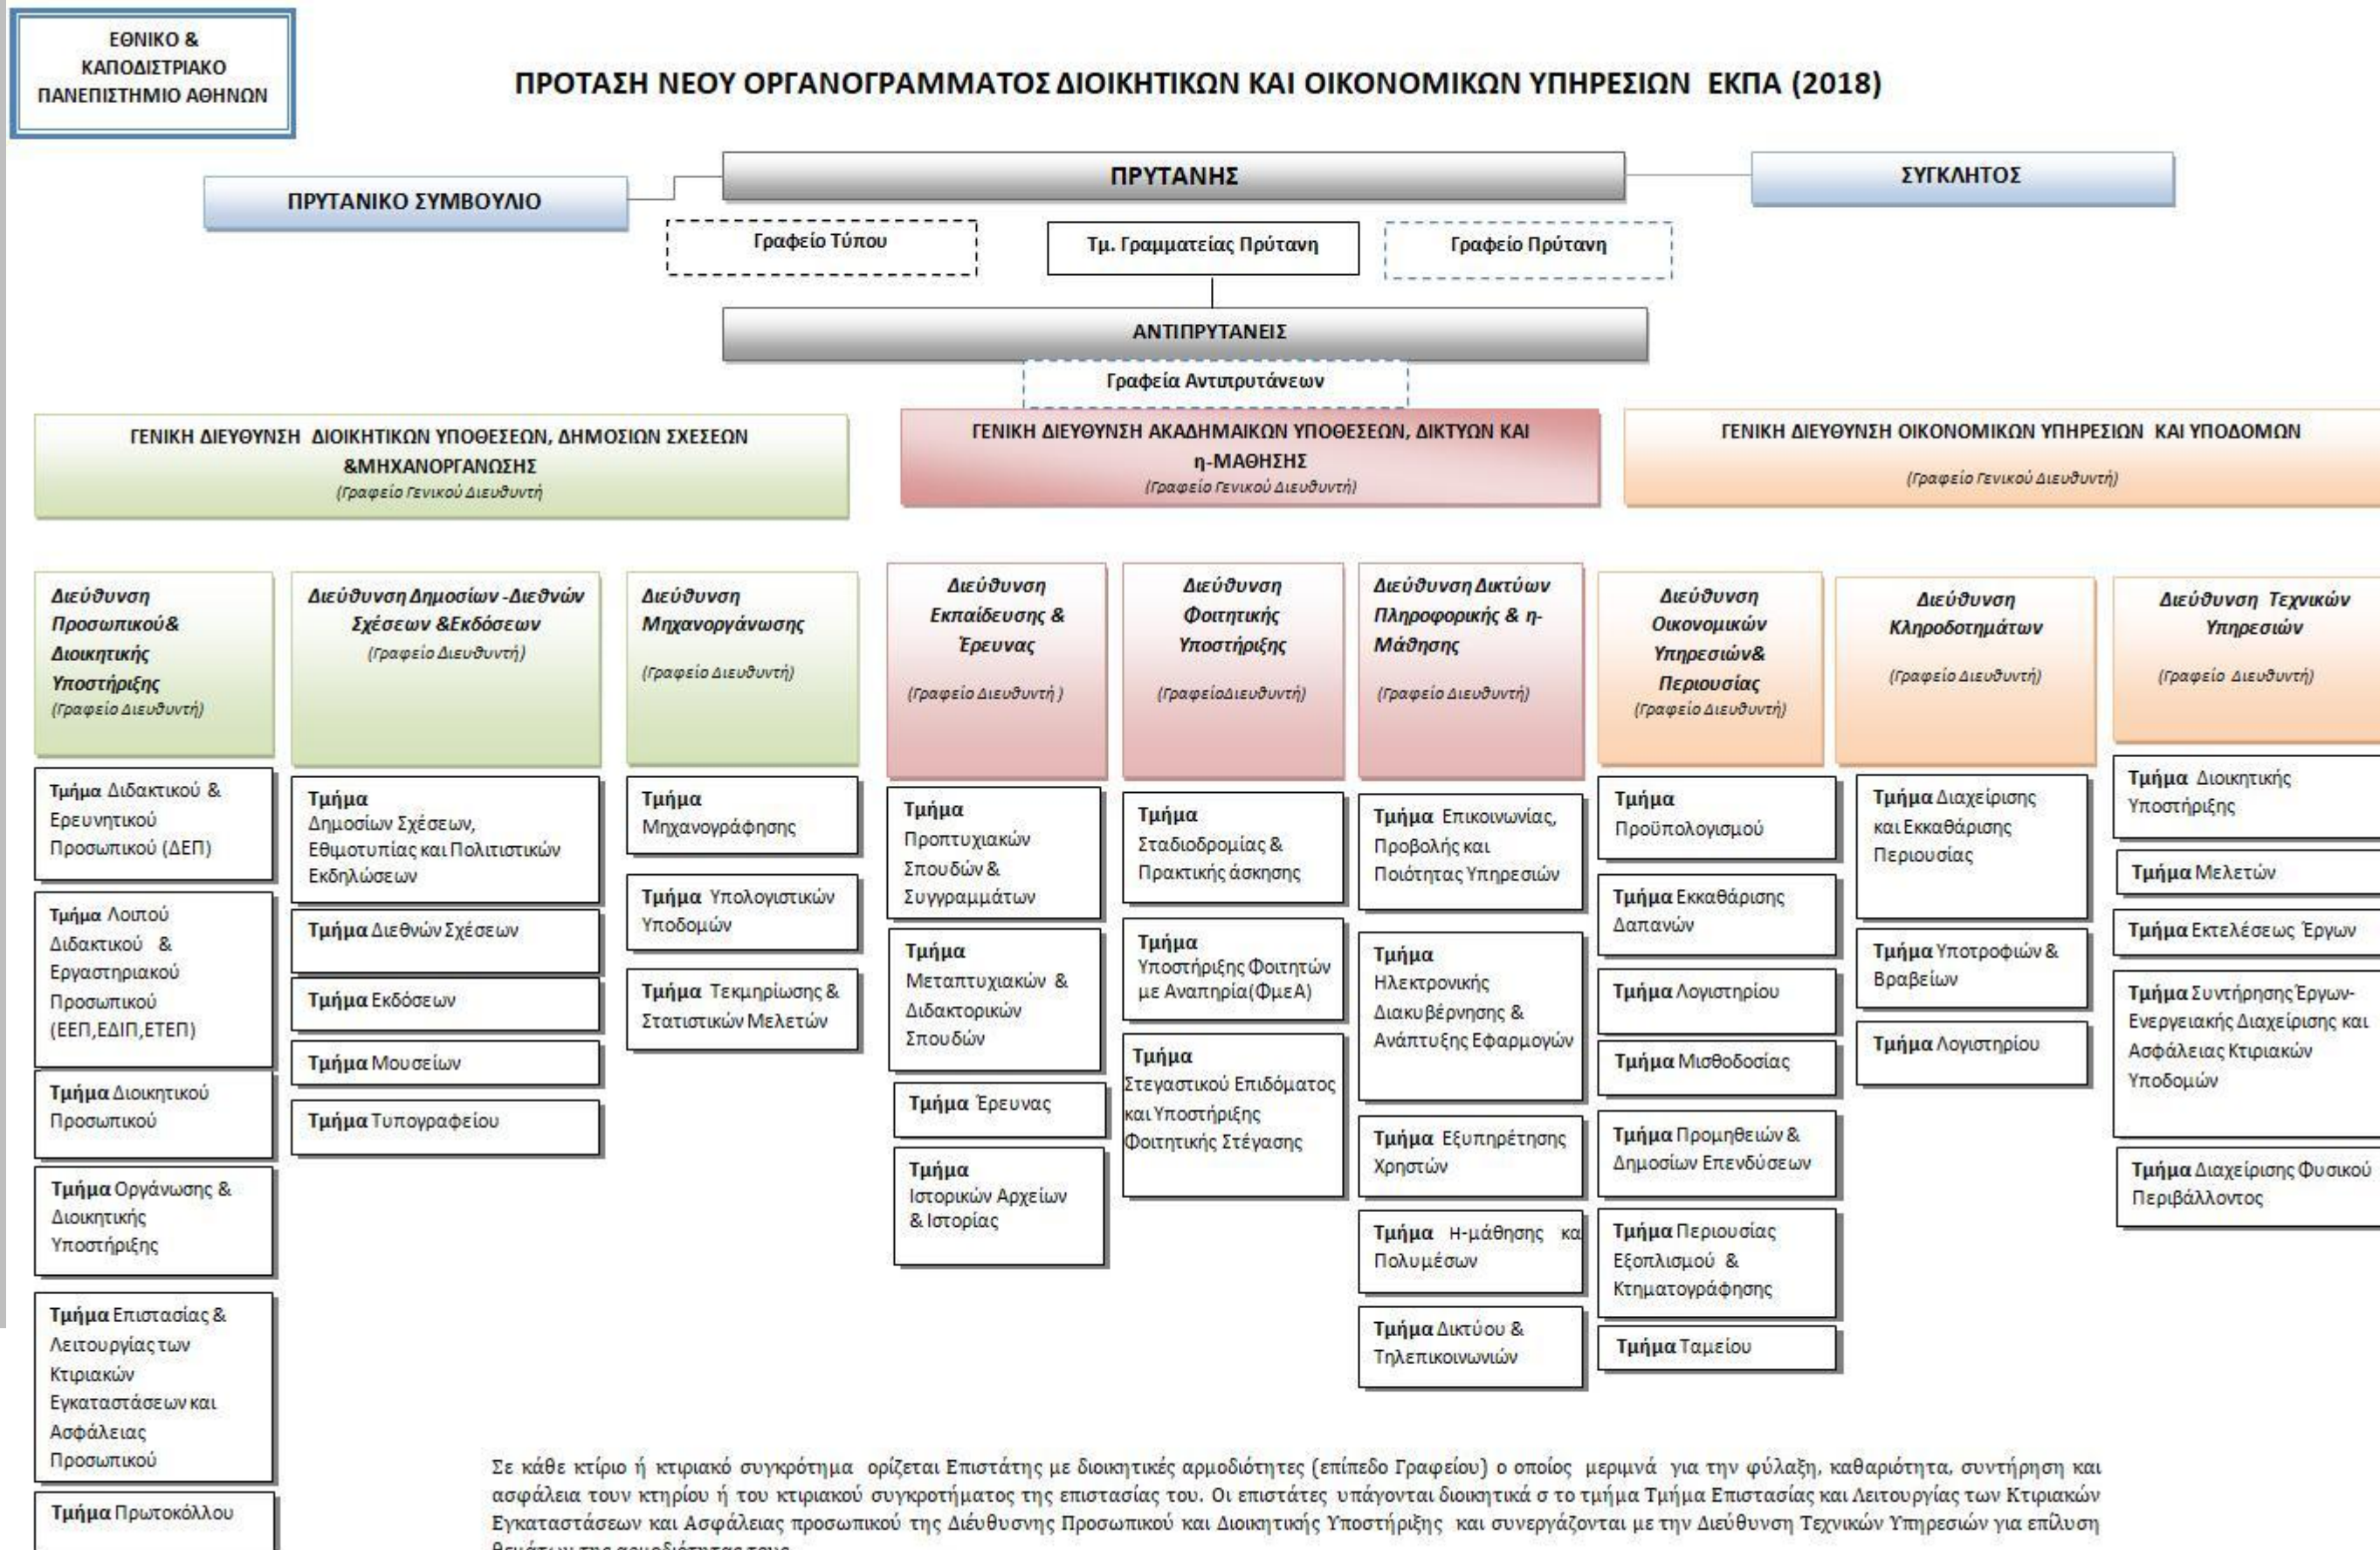 ΕΘΝΙΚΟ &
ΚΑΠΟΔΙΣΤΡΙΑΚΟ
ΠΑΝΕΠΙΣΤΗΜΙΟ ΑΘΗΝΩΝ
ΠΡΟΤΑΣΗ ΝΕΟΥ ΟΡΓΑΝΟΓΡΑΜΜΑΤΟΣ ΔΙΟΙΚΗΤΙΚΩΝ ΚΑΙ ΟΙΚΟΝΟΜΙΚΩΝ ΥΠΗΡΕΣΙΩΝ ΕΚΠΑ (2018)
ΠΡΥΤΑΝΙΚΟ ΣΥΜΒΟΥΛΙΟ
ΠΡΥΤΑΝΗΣ
ΣΥΓΚΛΗΤΟΣ
Γραφείο Τύπου
Τμ. Γραμματείας Πρύτανη
Γραφείο Πρύτανη
ΑΝΤΙΠΡΥΤΑΝΕΙΣ
Γραφεία Αντιπρυτάνεων
ΓΕΝΙΚΗ ΔΙΕΥΘΥΝΣΗ ΔΙΟΙΚΗΤΙΚΩΝ ΥΠΟΘΕΣΕΩΝ, ΔΗΜΟΣΙΩΝ ΣΧΕΣΕΩΝ
&ΜΗΧΑΝΟΡΓΑΝΩΣΗΣ
(Γραφείο Γενικού Διευθυντή
ΓΕΝΙΚΗ ΔΙΕΥΘΥΝΣΗ ΑΚΑΔΗΜΑΙΚΩΝ ΥΠΟΘΕΣΕΩΝ, ΔΙΚΤΥΩΝ ΚΑΙ
η-ΜΑΘΗΣΗΣ
(Γραφείο Γενικού Διευθυντή)
ΓΕΝΙΚΗ ΔΙΕΥΘΥΝΣΗ ΟΙΚΟΝΟΜΙΚΩΝ ΥΠΗΡΕΣΙΩΝ ΚΑΙ ΥΠΟΔΟΜΩΝ
(Γραφείο Γενικού Διευθυντή)
Διεύθυνση
Προσωπικού&
Διοικητικής
Υποστήριξης
(Γραφείο Διευθυντή)
Τμήμα Διδακτικού &
Ερευνητικού
Προσωπικού (ΔΕΠ)
Τμήμα Λοιπού
Διδακτικού &
Εργαστηριακού
Προσωπικού
(ΕΕΠ,ΕΔΙΠ,ΕΤΕΠ)
Τμήμα Διοικητικού
Προσωπικού
Τμήμα Οργάνωσης &
Διοικητικής
Υποστήριξης
Τμήμα Επιστασίας &
Λειτουργίας των
Κτιριακών
Εγκαταστάσεων και
Ασφάλειας
Προσωπικού
Τμήμα Πρωτοκόλλου
Διεύθυνση Δημοσίων -Διεθνών
Σχέσεων &Εκδόσεων
(Γραφείο Διευθυντή)
Τμήμα
Δημοσίων Σχέσεων,
Εθιμοτυπίας και Πολιτιστικών
Εκδηλώσεων
Τμήμα Διεθνών Σχέσεων
Τμήμα Εκδόσεων
Τμήμα Μουσείων
Τμήμα Τυπογραφείου
Διεύθυνση
Μηχανοργάνωσης
(Γραφείο Διευθυντή)
Τμήμα
Μηχανογράφησης
Τμήμα Υπολογιστικών
Υποδομών
Τμήμα Τεκμηρίωσης &
Στατιστικών Μελετών
Διεύθυνση
Εκπαίδευσης &
Έρευνας
(Γραφείο Διευθυντή )
Τμήμα
Προπτυχιακών
Σπουδών &
Συγγραμμάτων
Τμήμα
Μεταπτυχιακών &
Διδακτορικών
Σπουδών
Τμήμα Έρευνας
Τμήμα
Ιστορικών Αρχείων
& Ιστορίας
Διεύθυνση
Φοιτητικής
Υποστήριξης
(ΓραφείοΔιευθυντή)
Τμήμα
Σταδιοδρομίας &
Πρακτικής άσκησης
Τμήμα
Υποστήριξης Φοιτητών
με Αναπηρία(ΦμεΑ)
Τμήμα
Στεγαστικού Επιδόματος
και Υποστήριξης
Φοιτητικής Στέγασης
Διεύθυνση Δικτύων
Πληροφορικής & η-
Μάθησης
(Γραφείο Διευθυντή)
Τμήμα Επικοινωνίας,
Προβολής και
Ποιότητας Υπηρεσιών
Τμήμα
Ηλεκτρονικής
Διακυβέρνησης &
Ανάπτυξης Εφαρμογών
Τμήμα Εξυπηρέτησης
Χρηστών
Τμήμα Η-μάθησης κα
Πολυμέσων
Τμήμα Δικτύου &
Τηλεπικοινωνιών
Διεύθυνση
Οικονομικών
Υπηρεσιών&
Περιουσίας
(Γραφείο Διευθυντή)
Τμήμα
Προϋπολογισμού
Τμήμα Εκκαθάρισης
Δαπανών
Τμήμα Λογιστηρίου
Τμήμα Μισθοδοσίας
Τμήμα Προμηθειών &
Δημοσίων Επενδύσεων
Τμήμα Περιουσίας
Εξοπλισμού &
Κτηματογράφησης
Τμήμα Ταμείου
Διεύθυνση
Κληροδοτημάτων
(Γραφείο Διευθυντή)
Τμήμα Διαχείρισης
και Εκκαθάρισης
Περιουσίας
Τμήμα Υποτροφιών &
Βραβείων
Τμήμα Λογιστηρίου
Διεύθυνση Τεχνικών
Υπηρεσιών
(Γραφείο Διευθυντή)
Τμήμα Διοικητικής
Υποστήριξης
Τμήμα Μελετών
Τμήμα Εκτελέσεως Έργων
Τμήμα Συντήρησης Έργων-
Ενεργειακής Διαχείρισης και
Ασφάλειας Κτιριακών
Υποδομών
Τμήμα Διαχείρισης Φυσικού
Περιβάλλοντος
Σε κάθε κτίριο ή κτιριακό συγκρότημα ορίζεται Επιστάτης με διοικητικές αρμοδιότητες (επίπεδο Γραφείου) ο οποίος μεριμνά για την φύλαξη, καθαριότητα, συντήρηση και
ασφάλεια τουν κτηρίου ή του κτιριακού συγκροτήματος της επιστασίας του. Οι επιστάτες υπάγονται διοικητικά σ το τμήμα Τμήμα Επιστασίας και Λειτουργίας των Κτιριακών
Εγκαταστάσεων και Ασφάλειας προσωπικού της Διέυθυσνης Προσωπικού και Διοικητικής Υποστήριξης και συνεργάζονται με την Διεύθυνση Τεχνικών Υπηρεσιών για επίλυση